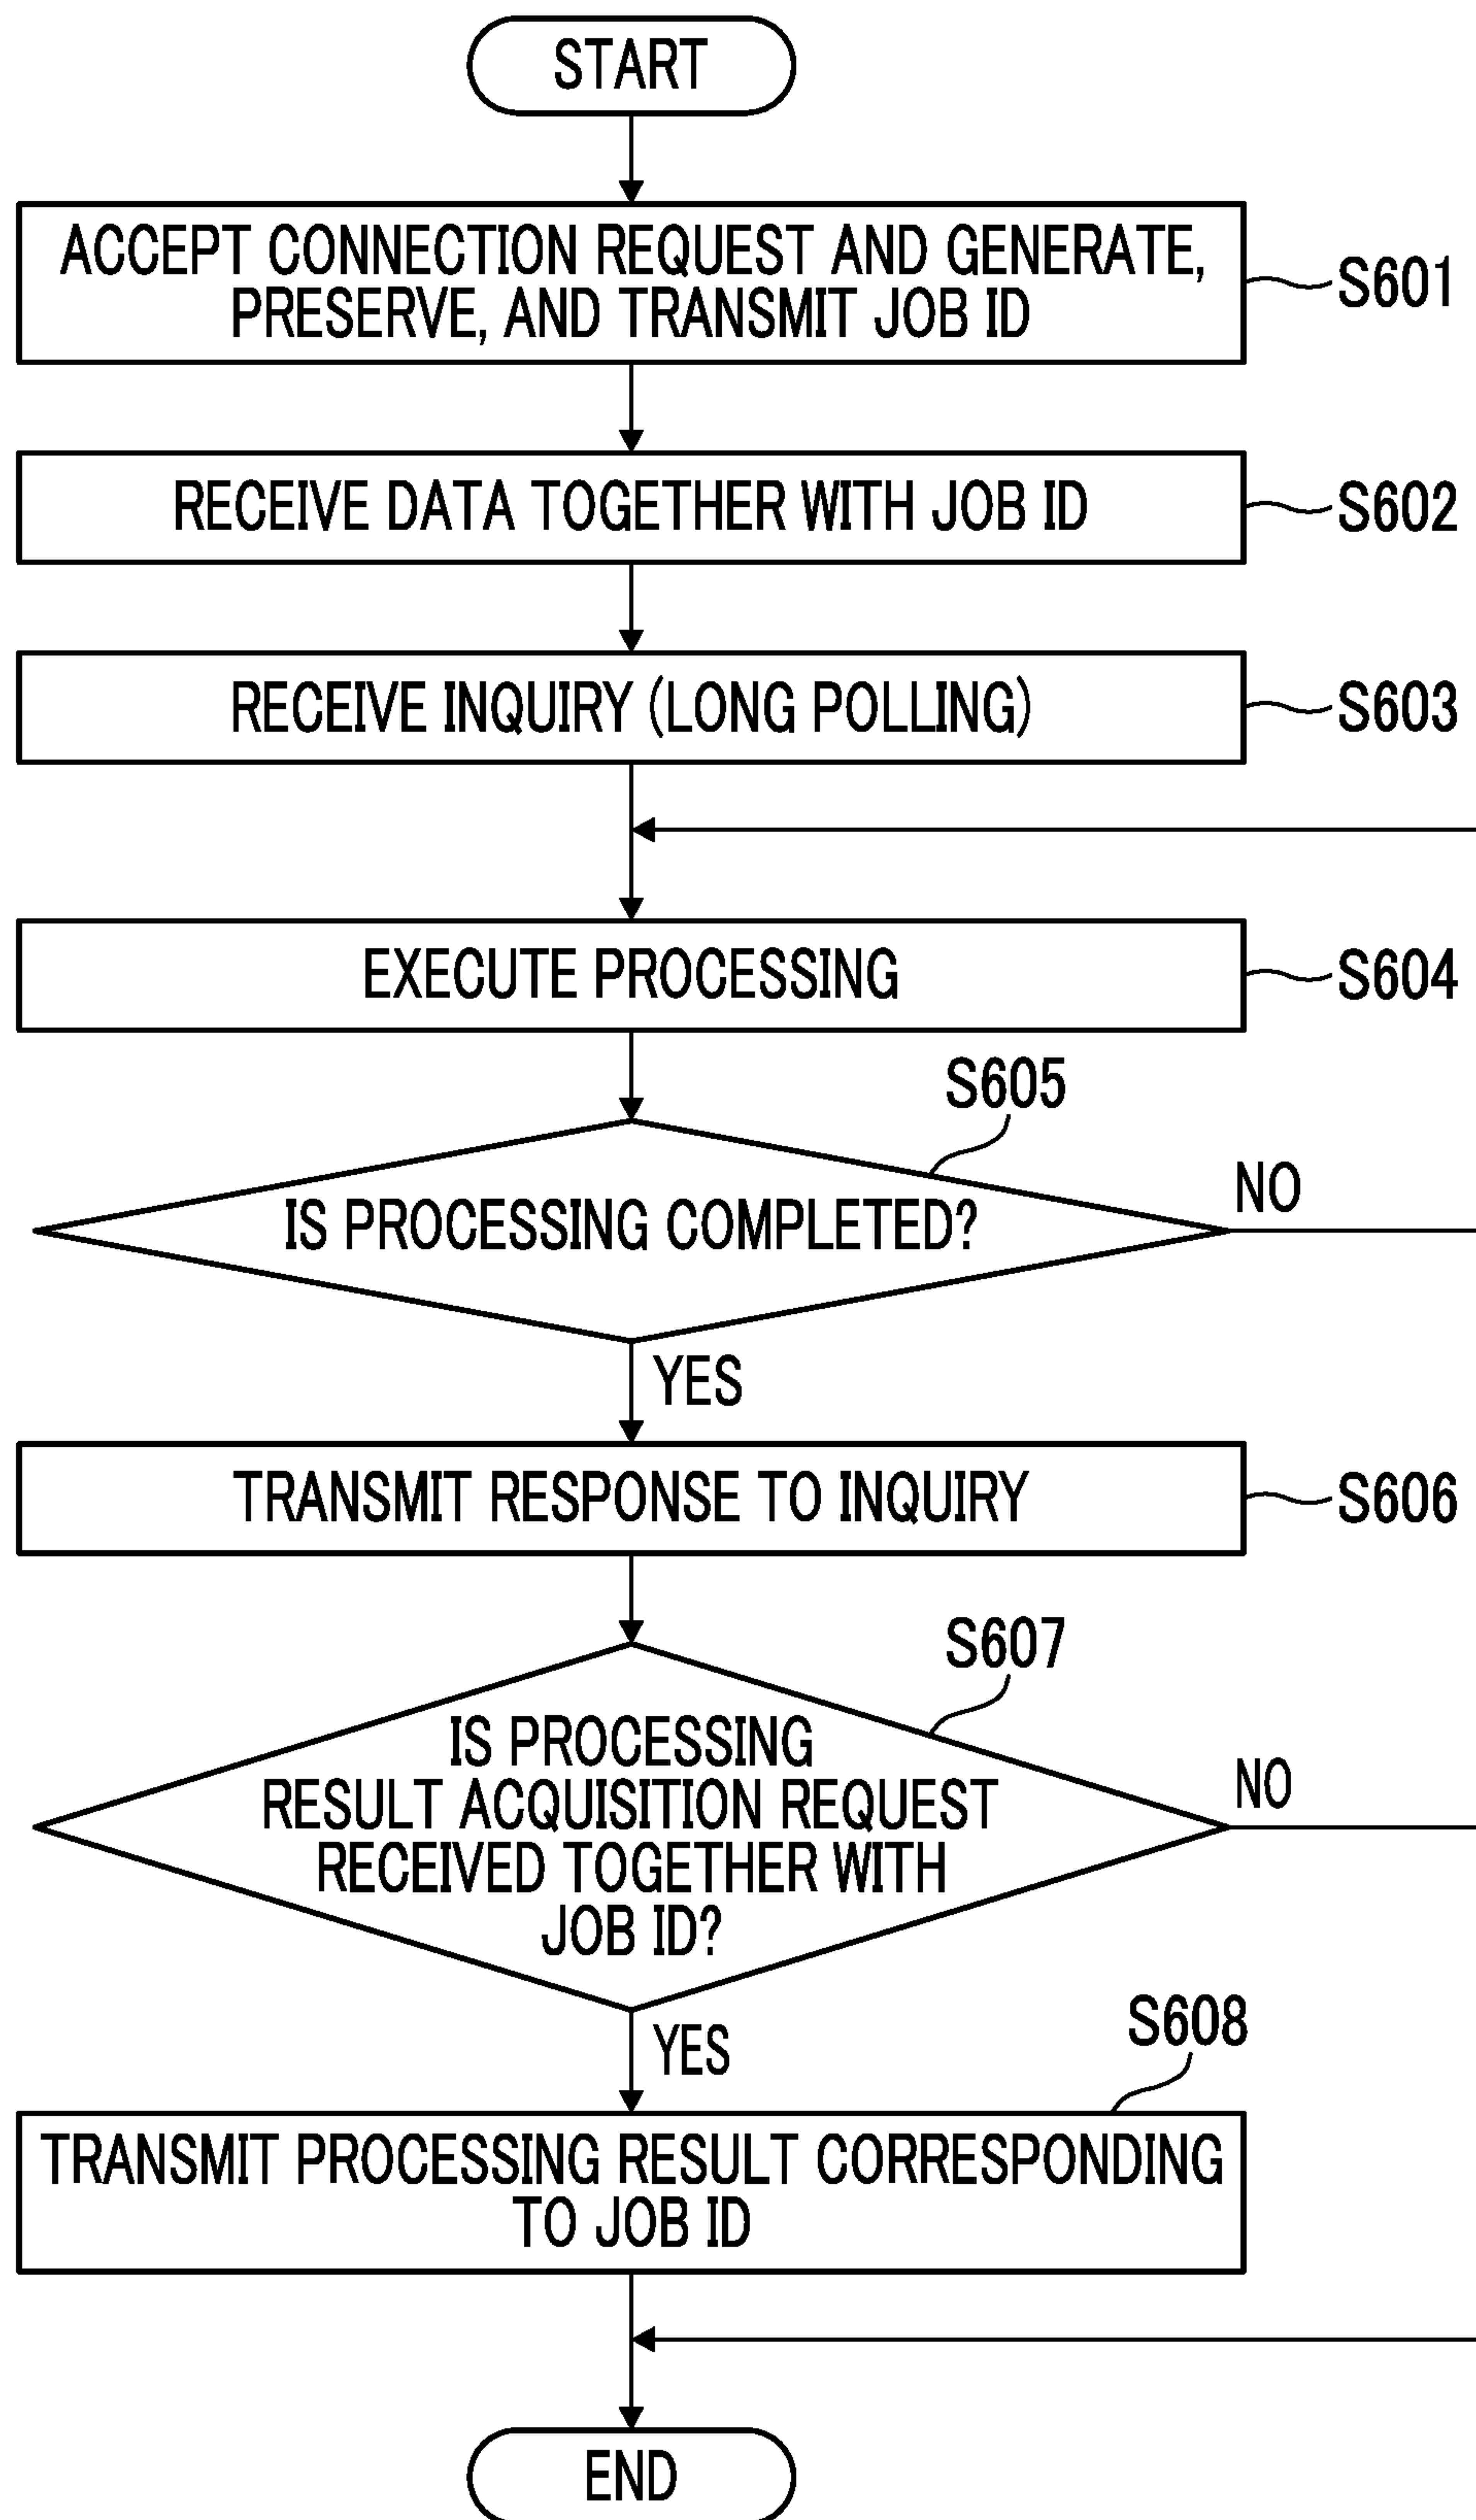 START
ACCEPT CONNECTION REQUEST AND GENERATE,
PRESERVE, AND TRANSMIT JOB ID
S601
RECEIVE DATA TOGETHER WITH JOB ID
S602
RECEIVE INQUIRY (LONG POLLING)
S603
EXECUTE PROCESSING
S604
S605
IS PROCESSING COMPLETED?
NO
YES
TRANSMIT RESPONSE TO INQUIRY
S606
S607
IS PROCESSING
RESULT ACQUISITION REQUEST
RECEIVED TOGETHER WITH
JOB ID?
NO
YES
S608
TRANSMIT PROCESSING RESULT CORRESPONDING
TO JOB ID
END